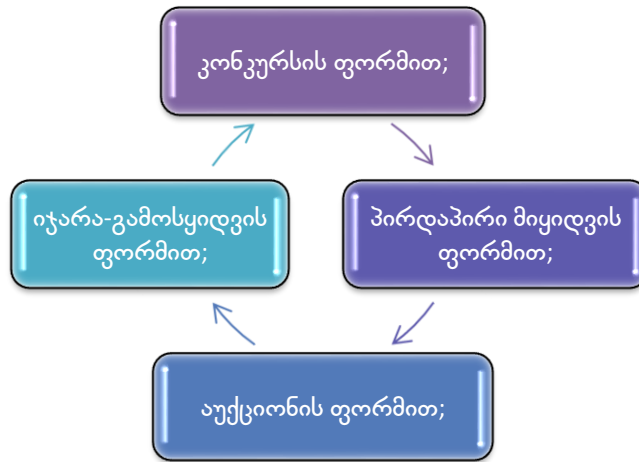 კონკურსის ფორმით;
იჯარა-გამოსყიდვის
ფორმით;
პირდაპირი მიყიდვის
ფორმით;
აუქციონის ფორმით;